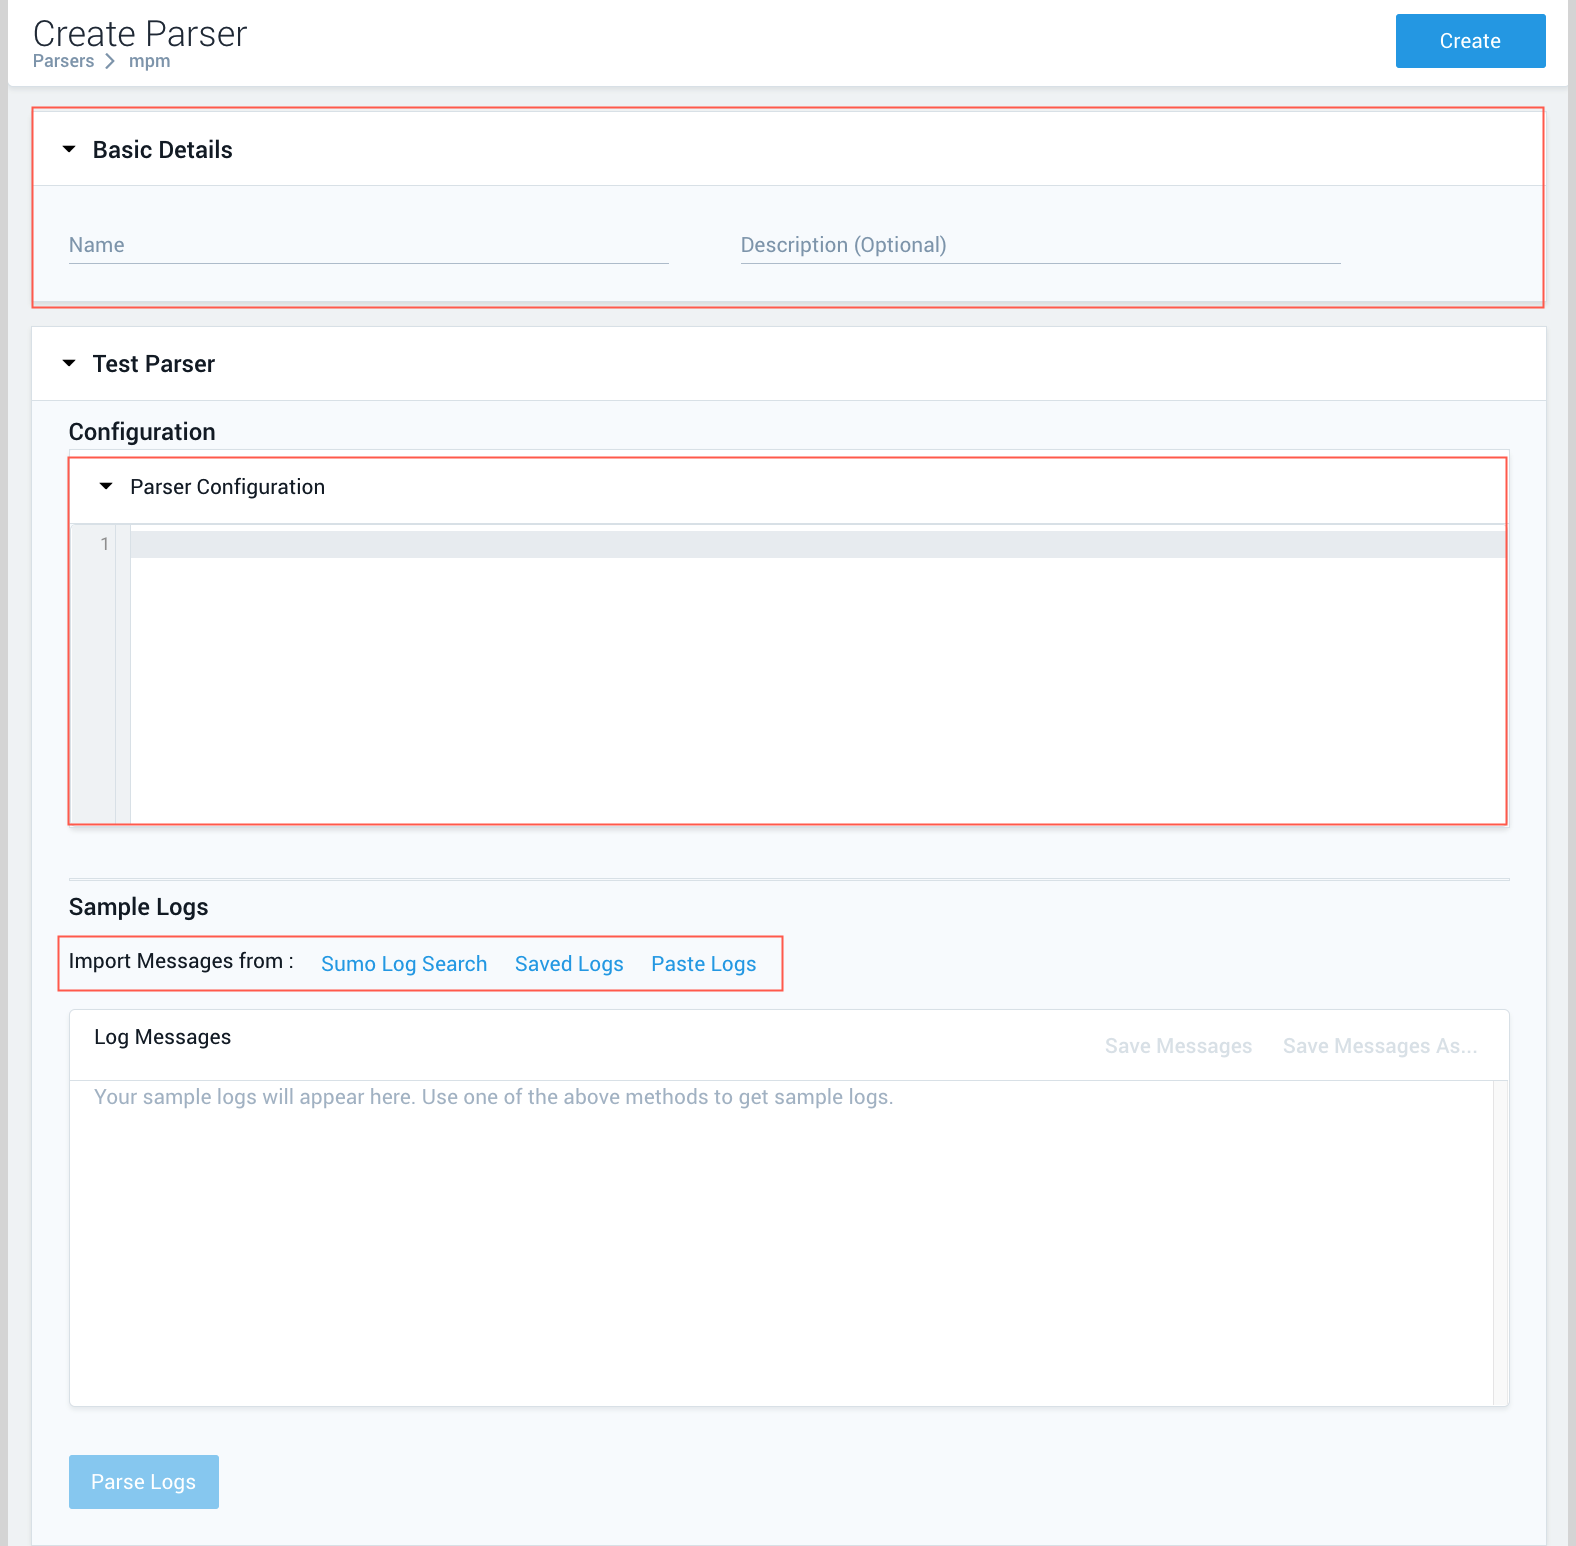 Create Parser
Create
Parsers > mpm
Basic Details
Name
Description (Optional)
Test Parser
Configuration
Parser Configuration
1
Sample Logs
Import Messages from : Sumo Log Search Saved Logs Paste Logs
Log Messages
Save Messages Save Messages As...
Your sample logs will appear here. Use one of the above methods to get sample logs.
Parse Logs